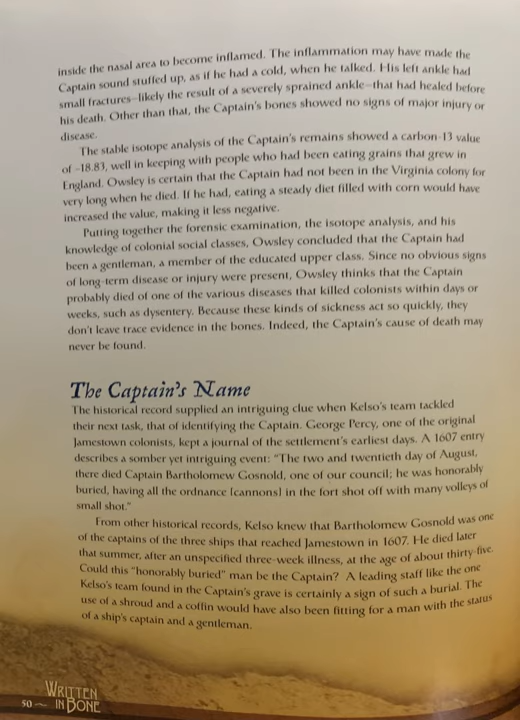 inside the nasal area to become inflamed. The inflammation may have made the
Captain sound stuffed up, as if he had a cold, when he talked. His left ankle had
small fractures—likely the result of a severely sprained ankle—that had healed before
his death. Other than that, the Captain's bones showed no signs of major injury or
disease.
The stable isotope analysis of the Captain's remains showed a carbon-13 value
of -18.83, well in keeping with people who had been eating grains that grew in
England. Owsley is certain that the Captain had not been in the Virginia colony for
very long when he died. If he had, eating a steady diet filled with corn would have
increased the value, making it less negative.
Putting together the forensic examination, the isotope analysis, and his
knowledge of colonial social classes, Owsley concluded that the Captain had
been a gentleman, a member of the educated upper class. Since no obvious signs
of long-term disease or injury were present, Owsley thinks that the Captain
probably died of one of the various diseases that killed colonists within days or
weeks, such as dysentery. Because these kinds of sickness act so quickly, they
don't leave trace evidence in the bones. Indeed, the Captain's cause of death may
never be found.
The Captain's Name
The historical record supplied an intriguing clue when Kelso's team tackled
their next task, that of identifying the Captain. George Percy, one of the original
Jamestown colonists, kept a journal of the settlement's earliest days. A 1607 entry
describes a somber yet intriguing event: "The two and twentieth day of August,
there died Captain Bartholomew Gosnold, one of our council; he was honorably
buried, having all the ordnance [cannons] in the fort shot off with many volleys of
small shot."
From other historical records, Kelso knew that Bartholomew Gosnold was one
of the captains of the three ships that reached Jamestown in 1607. He died later
that summer, after an unspecified three-week illness, at the age of about thirty-five.
Could this "honorably buried" man be the Captain? A leading staff like the one
Kelso's team found in the Captain's grave is certainly a sign of such a burial. The
use of a shroud and a coffin would have also been fitting for a man with the status
of a ship's captain and a gentleman.
50 ~ WRITTEN
IN BONE